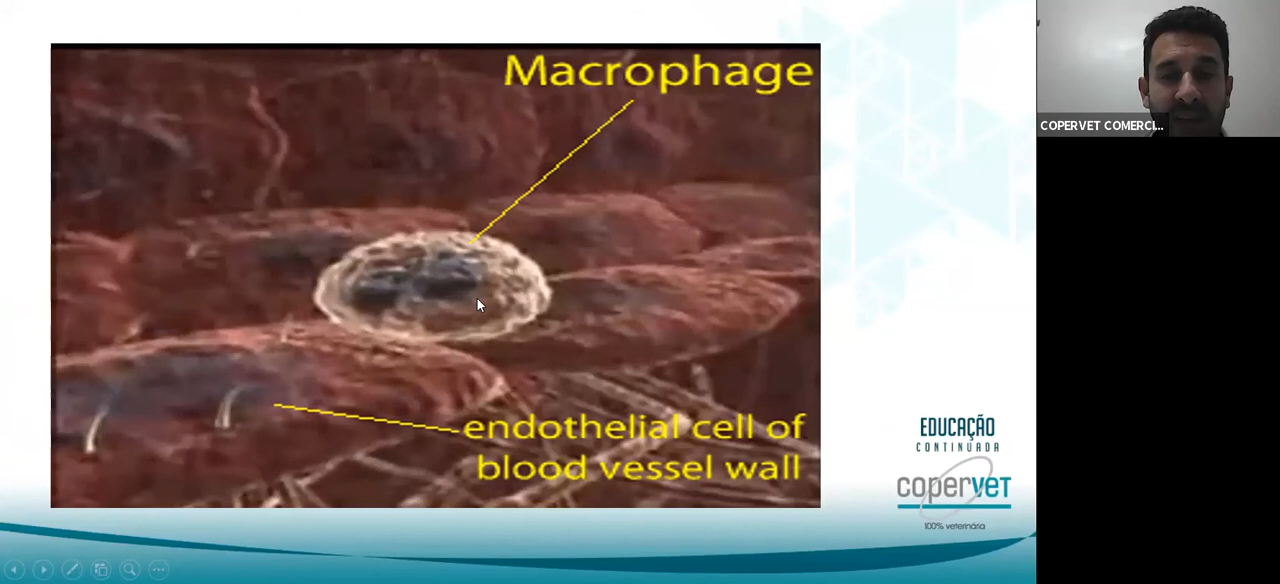 Macrophage
endothelial cell of
blood vessel wall
COPERVET COMERCI...
EDUCAÇÃO
CONTINUADA
copervet
100% veterinária